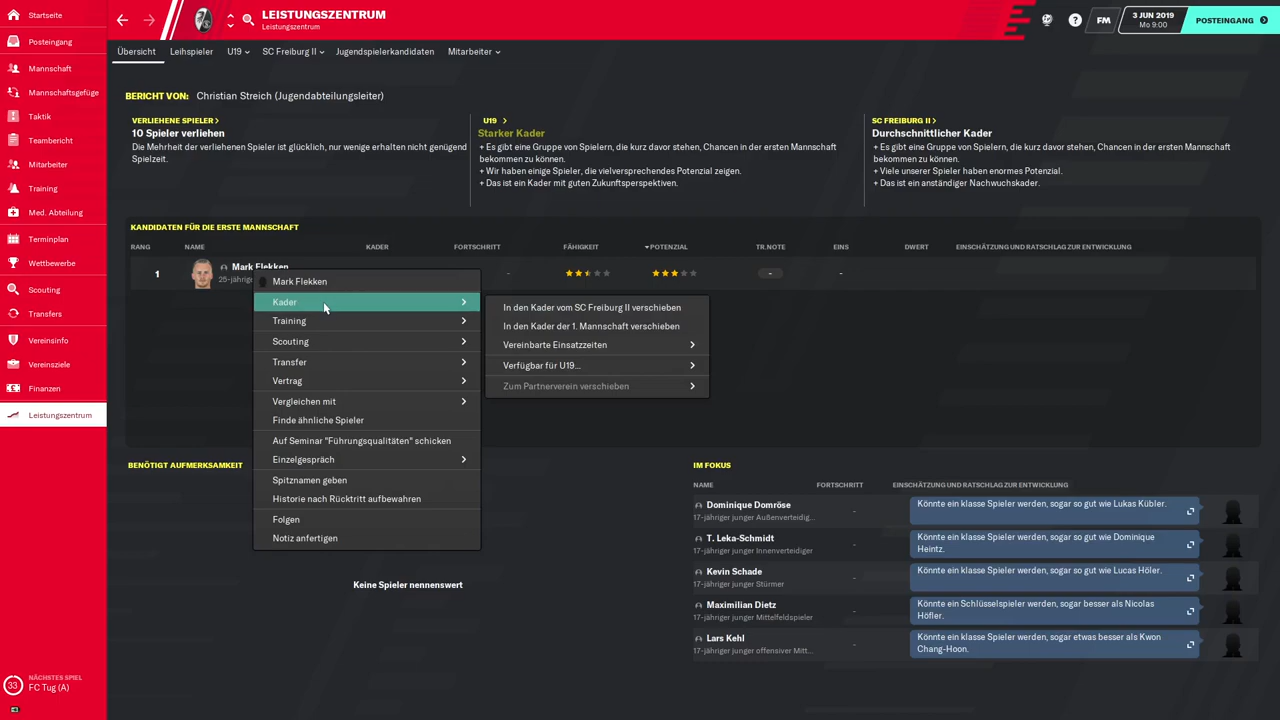 Startseite
Posteingang
Mannschaft
Mannschaftsgefüge
Taktik
Teambericht
Mitarbeiter
Training
Med. Abteilung
Terminplan
Wettbewerbe
Scouting
Transfers
Vereinsinfo
Vereinsziele
Finanzen
Leistungszentrum
33
NÄCHSTES SPIEL
FC Tug (A)
LEISTUNGSZENTRUM
Leistungszentrum
?
FM
3 JUN 2019
Mo 9:00
POSTEINGANG
Übersicht
Leihspieler
U19
SC Freiburg II
Jugendspielerkandidaten
Mitarbeiter
BERICHT VON: Christian Streich (Jugendabteilungsleiter)
VERLIEHENE SPIELER
10 Spieler verliehen
Die Mehrheit der verliehenen Spieler ist glücklich, nur wenige erhalten nicht genügend
Spielzeit.
U19
Starker Kader
+ Es gibt eine Gruppe von Spielern, die kurz davor stehen, Chancen in der ersten Mannschaft
bekommen zu können.
+ Wir haben einige Spieler, die vielversprechendes Potenzial zeigen.
+ Das ist ein Kader mit guten Zukunftsperspektiven.
SC FREIBURG II
Durchschnittlicher Kader
+ Es gibt eine Gruppe von Spielern, die kurz davor stehen, Chancen in der ersten Mannschaft
bekommen zu können.
+ Viele unserer Spieler haben enormes Potenzial.
+ Das ist ein anständiger Nachwuchskader.
KANDIDATEN FÜR DIE ERSTE MANNSCHAFT
RANG NAME KADER FORTSCHRITT FÄHIGKEIT POTENZIAL TR.NOTE EINS DWERT EINSCHÄTZUNG UND RATSCHLAG ZUR ENTWICKLUNG
1 Mark Flekken - - -
25-jährige
Mark Flekken
Kader
Training
Scouting
Transfer
Vertrag
Vergleichen mit
Finde ähnliche Spieler
Auf Seminar "Führungsqualitäten" schicken
Einzelgespräch
Spitznamen geben
Historie nach Rücktritt aufbewahren
Folgen
Notiz anfertigen
In den Kader vom SC Freiburg II verschieben
In den Kader der 1. Mannschaft verschieben
Vereinbarte Einsatzzeiten
Verfügbar für U19...
Zum Partnerverein verschieben
BENÖTIGT AUFMERKSAMKEIT
Keine Spieler nennenswert
IM FOKUS
NAME FORTSCHRITT EINSCHÄTZUNG UND RATSCHLAG ZUR ENTWICKLUNG
Dominique Domröse
17-jähriger junger Außenverteidig...
-
Könnte ein klasse Spieler werden, sogar so gut wie Lukas Kübler.
T. Leka-Schmidt
17-jähriger junger Innenverteidiger
-
Könnte ein klasse Spieler werden, sogar so gut wie Dominique
Heintz.
Kevin Schade
17-jähriger junger Stürmer
-
Könnte ein klasse Spieler werden, sogar so gut wie Lucas Höler.
Maximilian Dietz
17-jähriger junger Mittelfeldspieler
-
Könnte ein Schlüsselspieler werden, sogar besser als Nicolas
Höfler.
Lars Kehl
17-jähriger junger offensiver Mitt...
-
Könnte ein klasse Spieler werden, sogar etwas besser als Kwon
Chang-Hoon.